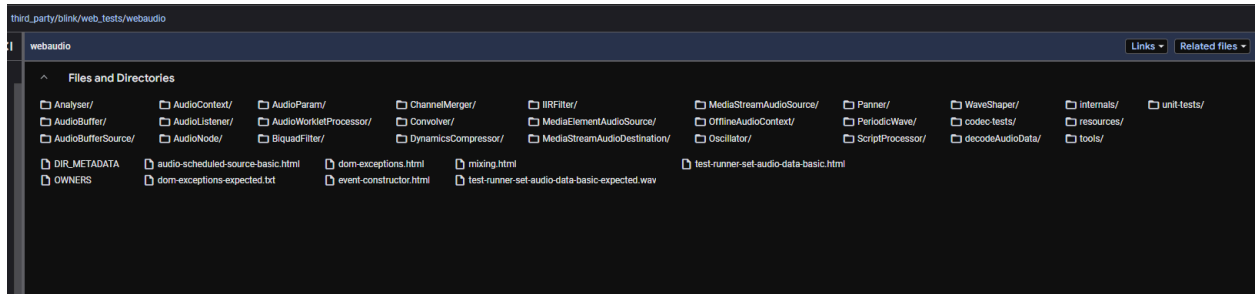 third_party/blink/web_tests/webaudio
webaudio Links Related files
Files and Directories
Analyser/ AudioContext/ AudioParam/ ChannelMerger/ IIRFilter/ MediaStreamAudioSource/ Panner/ WaveShaper/ internals/ unit-tests/
AudioBuffer/ AudioListener/ AudioWorkletProcessor/ Convolver/ MediaElementAudioSource/ OfflineAudioContext/ PeriodicWave/ codec-tests/ resources/
AudioBufferSource/ AudioNode/ BiquadFilter/ DynamicsCompressor/ MediaStreamAudioDestination/ Oscillator/ ScriptProcessor/ decodeAudioData/ tools/
DIR_METADATA audio-scheduled-source-basic.html dom-exceptions.html mixing.html test-runner-set-audio-data-basic.html
OWNERS dom-exceptions-expected.txt event-constructor.html test-runner-set-audio-data-basic-expected.wav